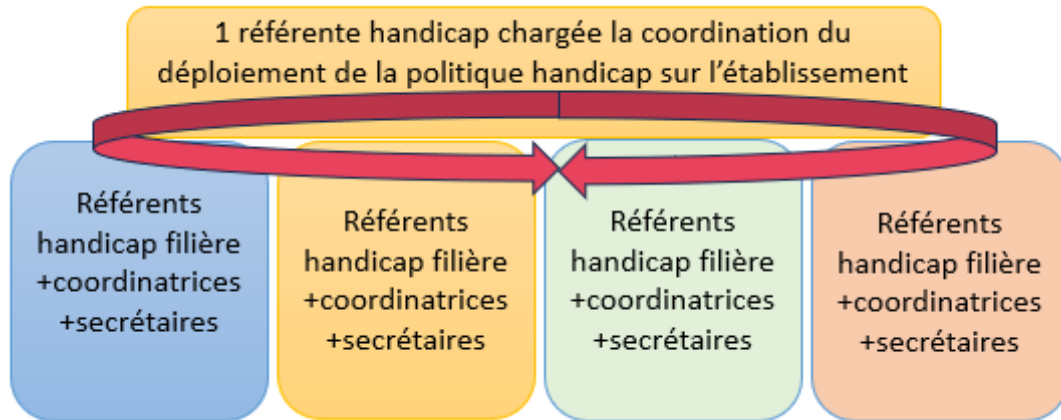 1 référente handicap chargée la coordination du
déploiement de la politique handicap sur l'établissement
Référents
handicap filière
+coordinatrices
+secrétaires
Référents
handicap filière
+coordinatrices
+secrétaires
Référents
handicap filière
+coordinatrices
+secrétaires
Référents
handicap filière
+coordinatrices
+secrétaires